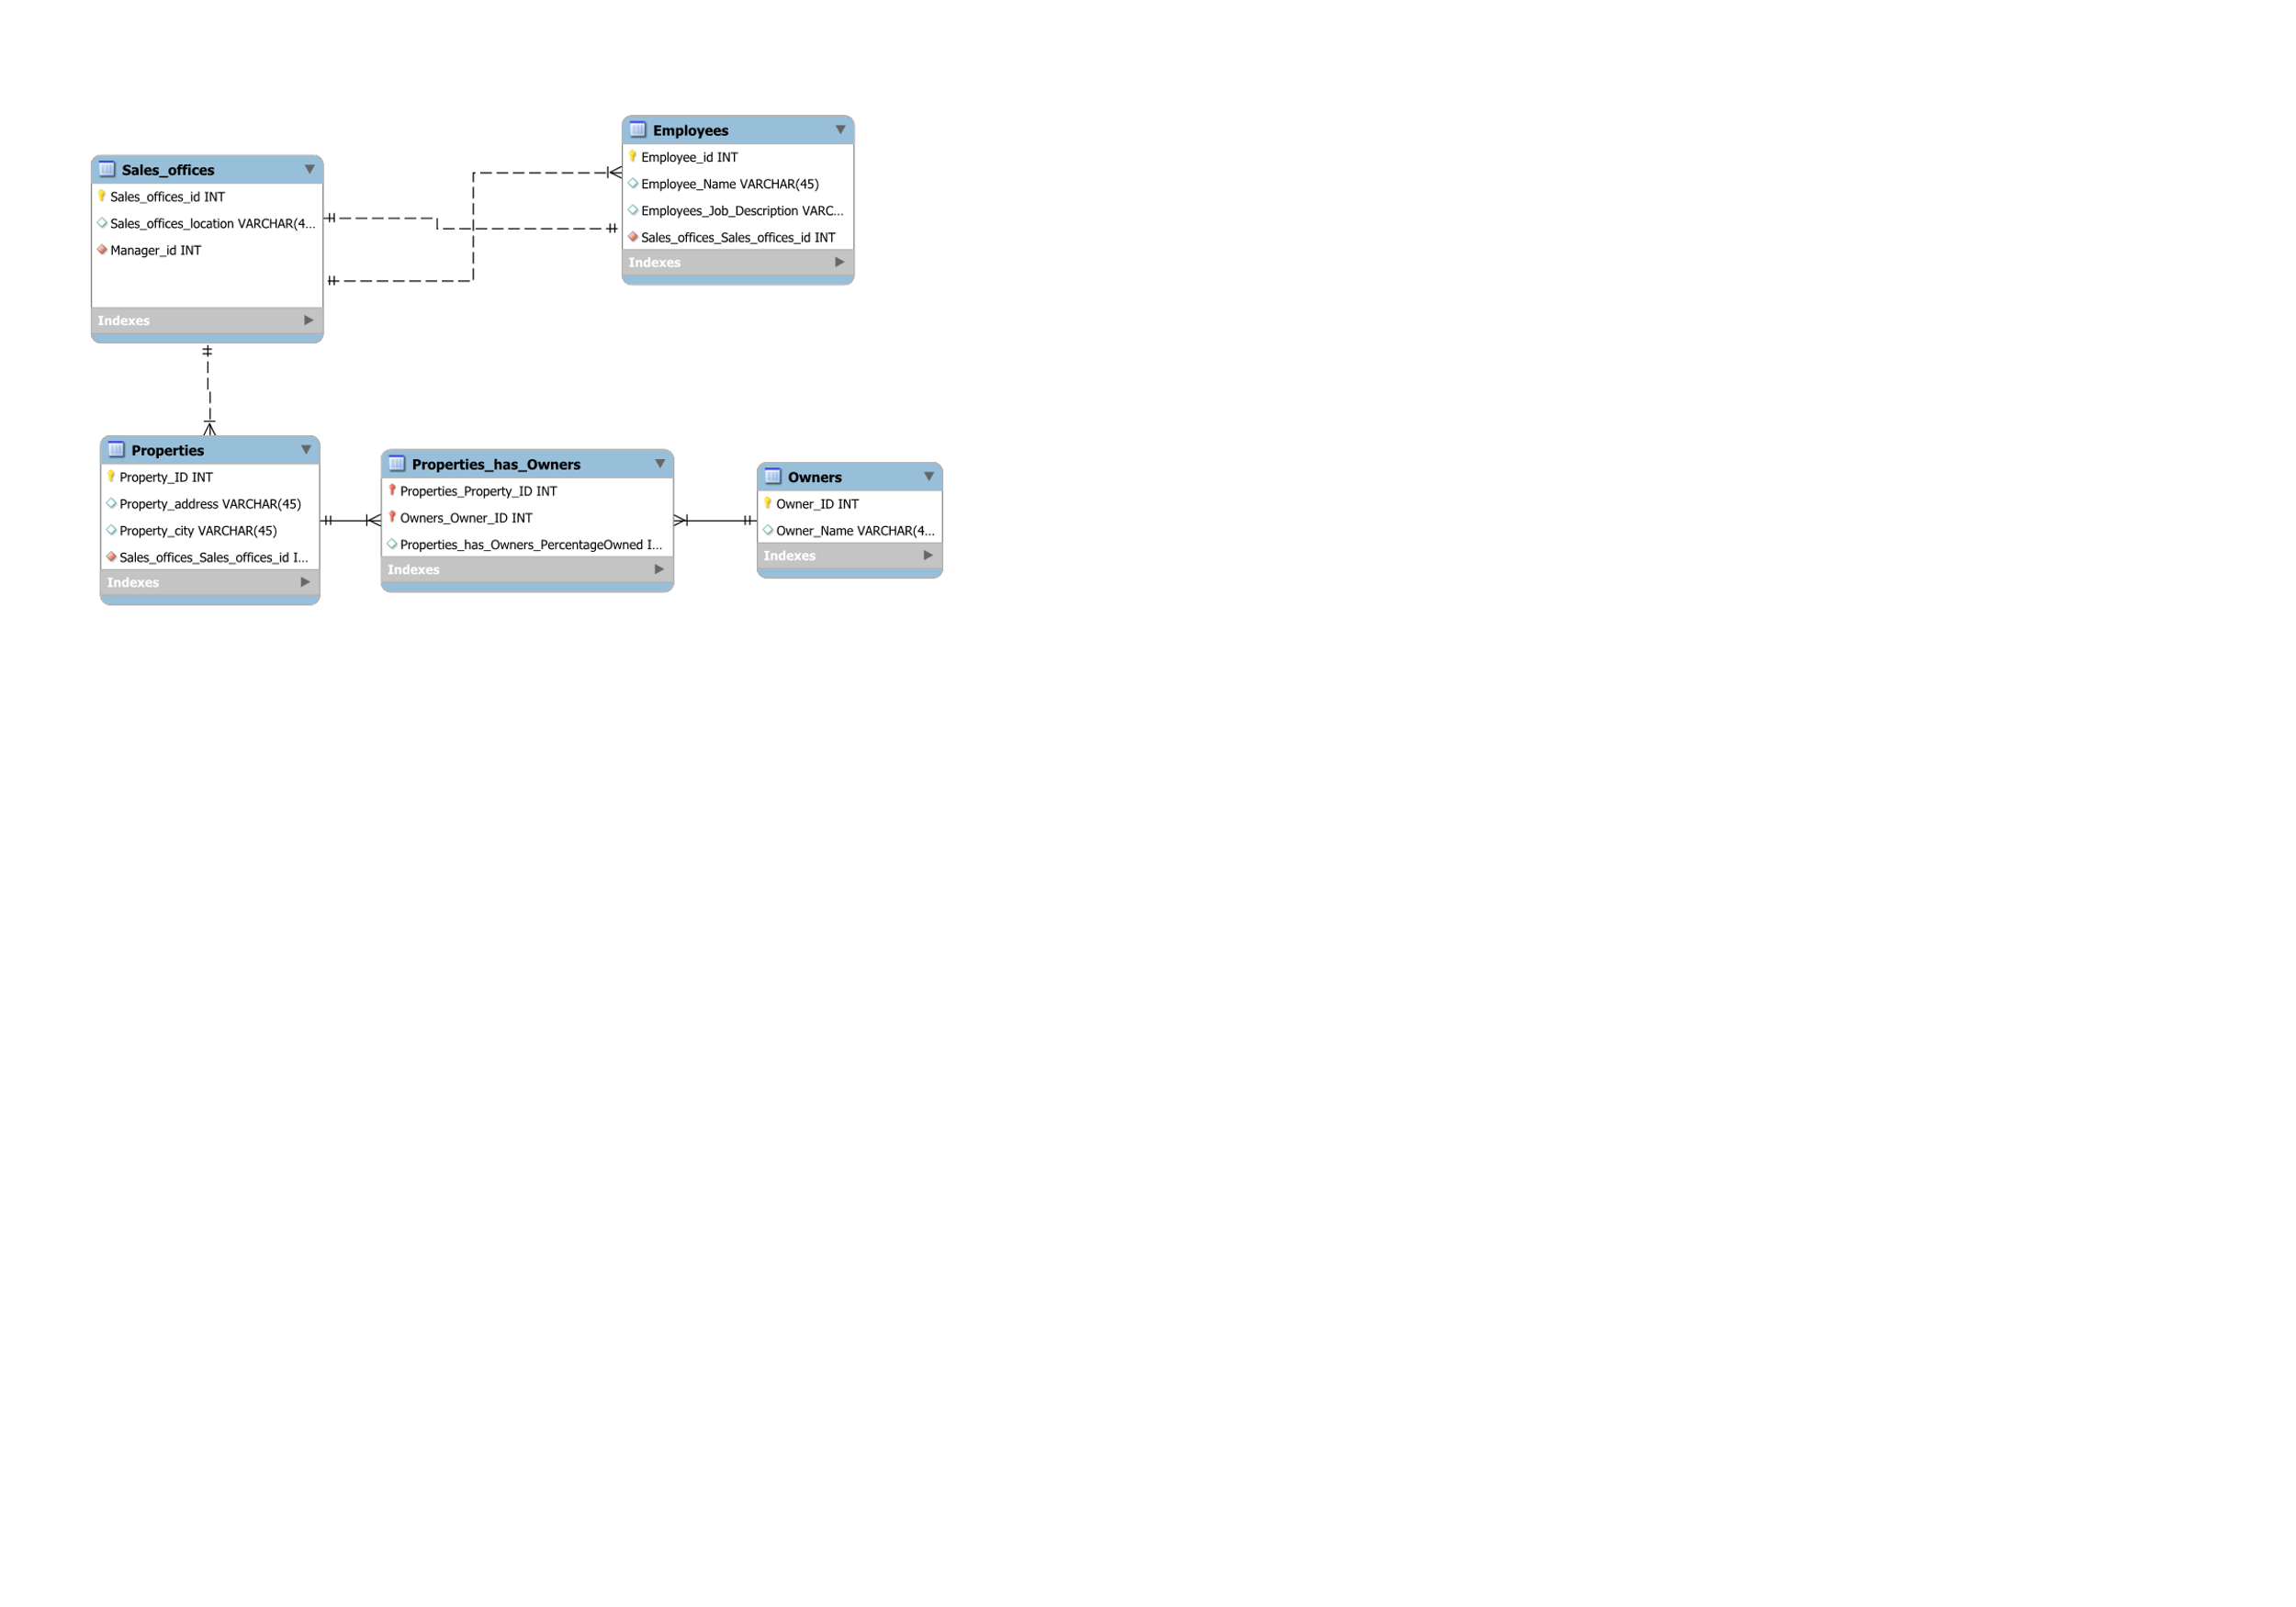 Employees
Employee_id INT
Employee_Name VARCHAR(45)
Employees_Job_Description VARC...
Sales_offices_Sales_offices_id INT
Indexes
Sales_offices
Sales_offices_id INT
Sales_offices_location VARCHAR(4...
Manager_id INT
Indexes
Properties
Property_ID INT
Property_address VARCHAR(45)
Property_city VARCHAR(45)
Sales_offices_Sales_offices_id I...
Indexes
Properties_has_Owners
Properties_Property_ID INT
Owners_Owner_ID INT
Properties_has_Owners_PercentageOwned I...
Indexes
Owners
Owner_ID INT
Owner_Name VARCHAR(4...
Indexes